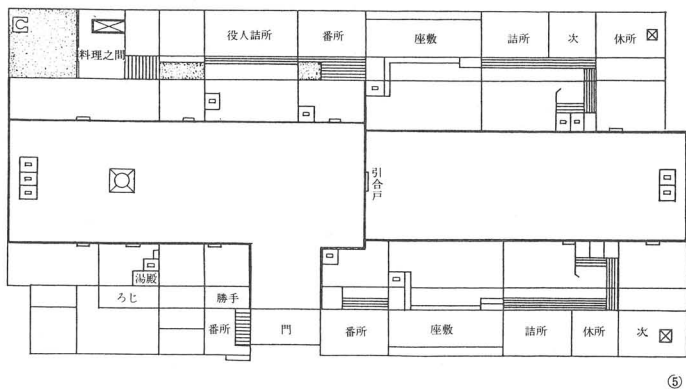 役人詰所
番所
座敷
詰所
次
休所
料理之間
引合戸
湯殿
ろじ
勝手
番所
門
番所
座敷
詰所
休所
次
⑤